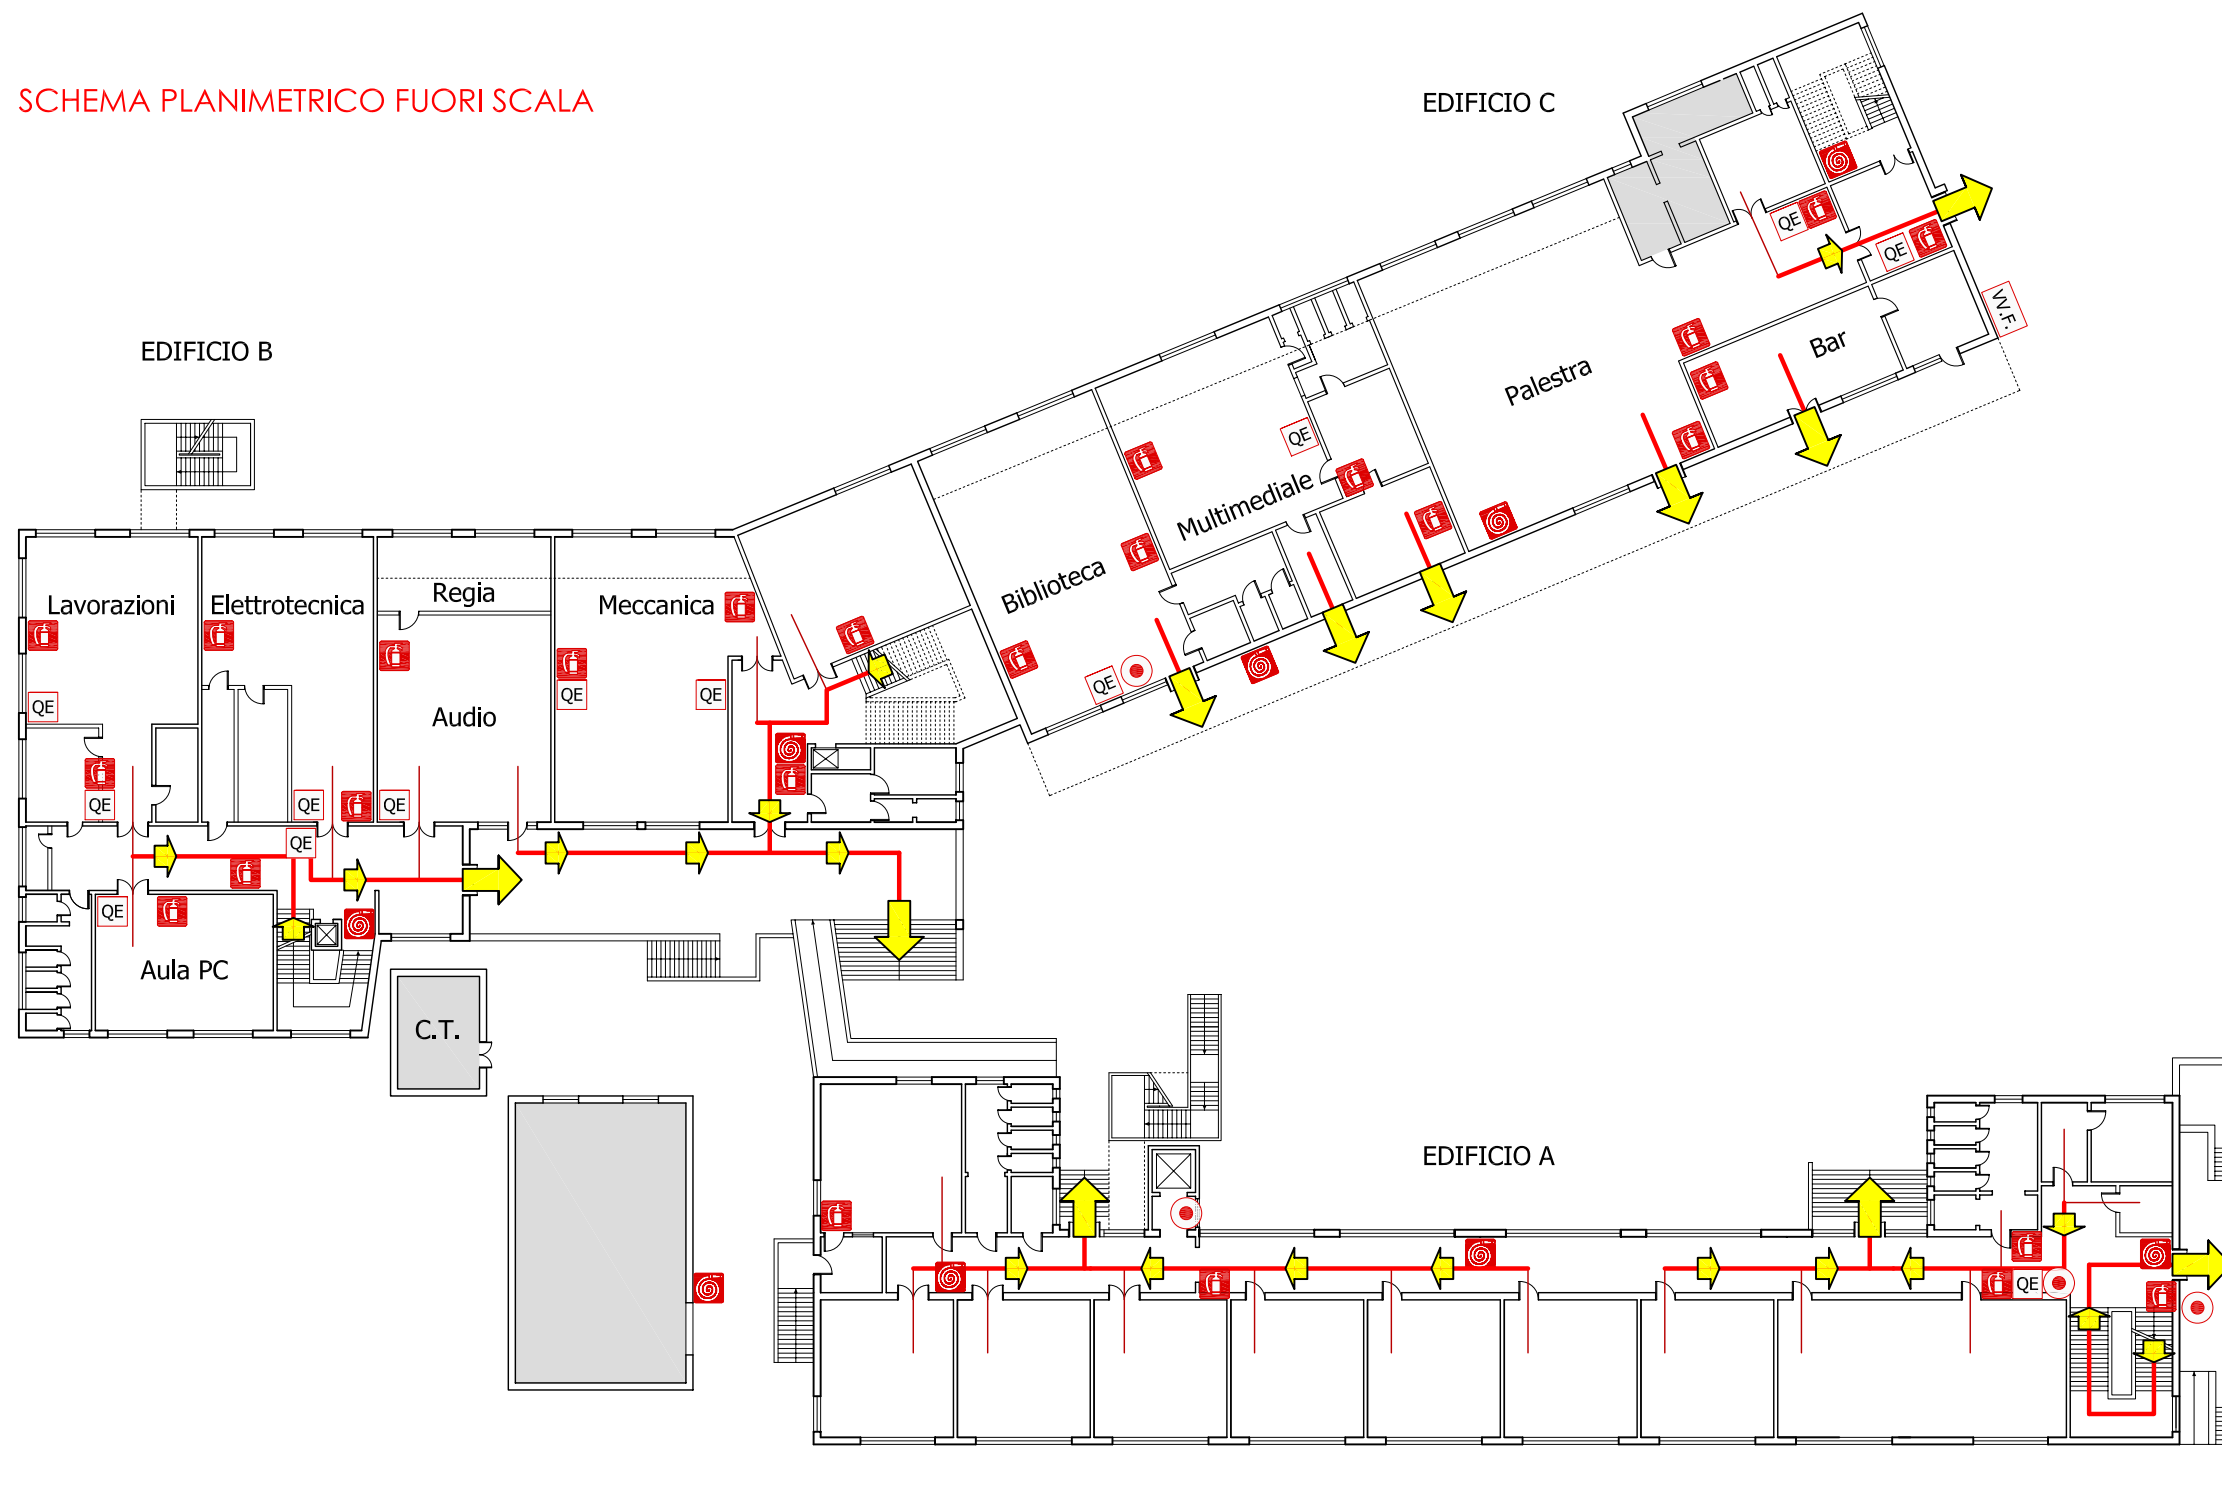 SCHEMA PLANIMETRICO FUORI SCALA
EDIFICIO C
QE
QE
VV.F.
EDIFICIO B
Bar
Palestra
QE
Multimediale
Biblioteca
QE
Lavorazioni
Elettrotecnica
Regia
Meccanica
QE
QE
QE
Audio
QE
QE
QE
QE
QE
Aula PC
C.T.
EDIFICIO A
QE